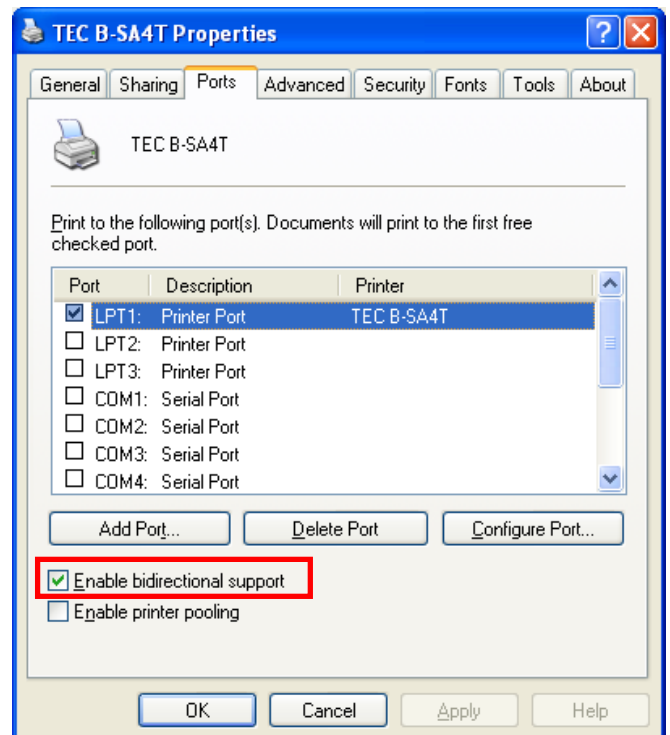 TEC B-SA4T Properties
General Sharing Ports Advanced Security Fonts Tools About
TEC B-SA4T
Print to the following port(s). Documents will print to the first free
checked port.
Port Description Printer
LPT1: Printer Port TEC B-SA4T
LPT2: Printer Port
LPT3: Printer Port
COM1: Serial Port
COM2: Serial Port
COM3: Serial Port
COM4: Serial Port
Add Port... Delete Port Configure Port...
Enable bidirectional support
Enable printer pooling
OK Cancel Apply Help